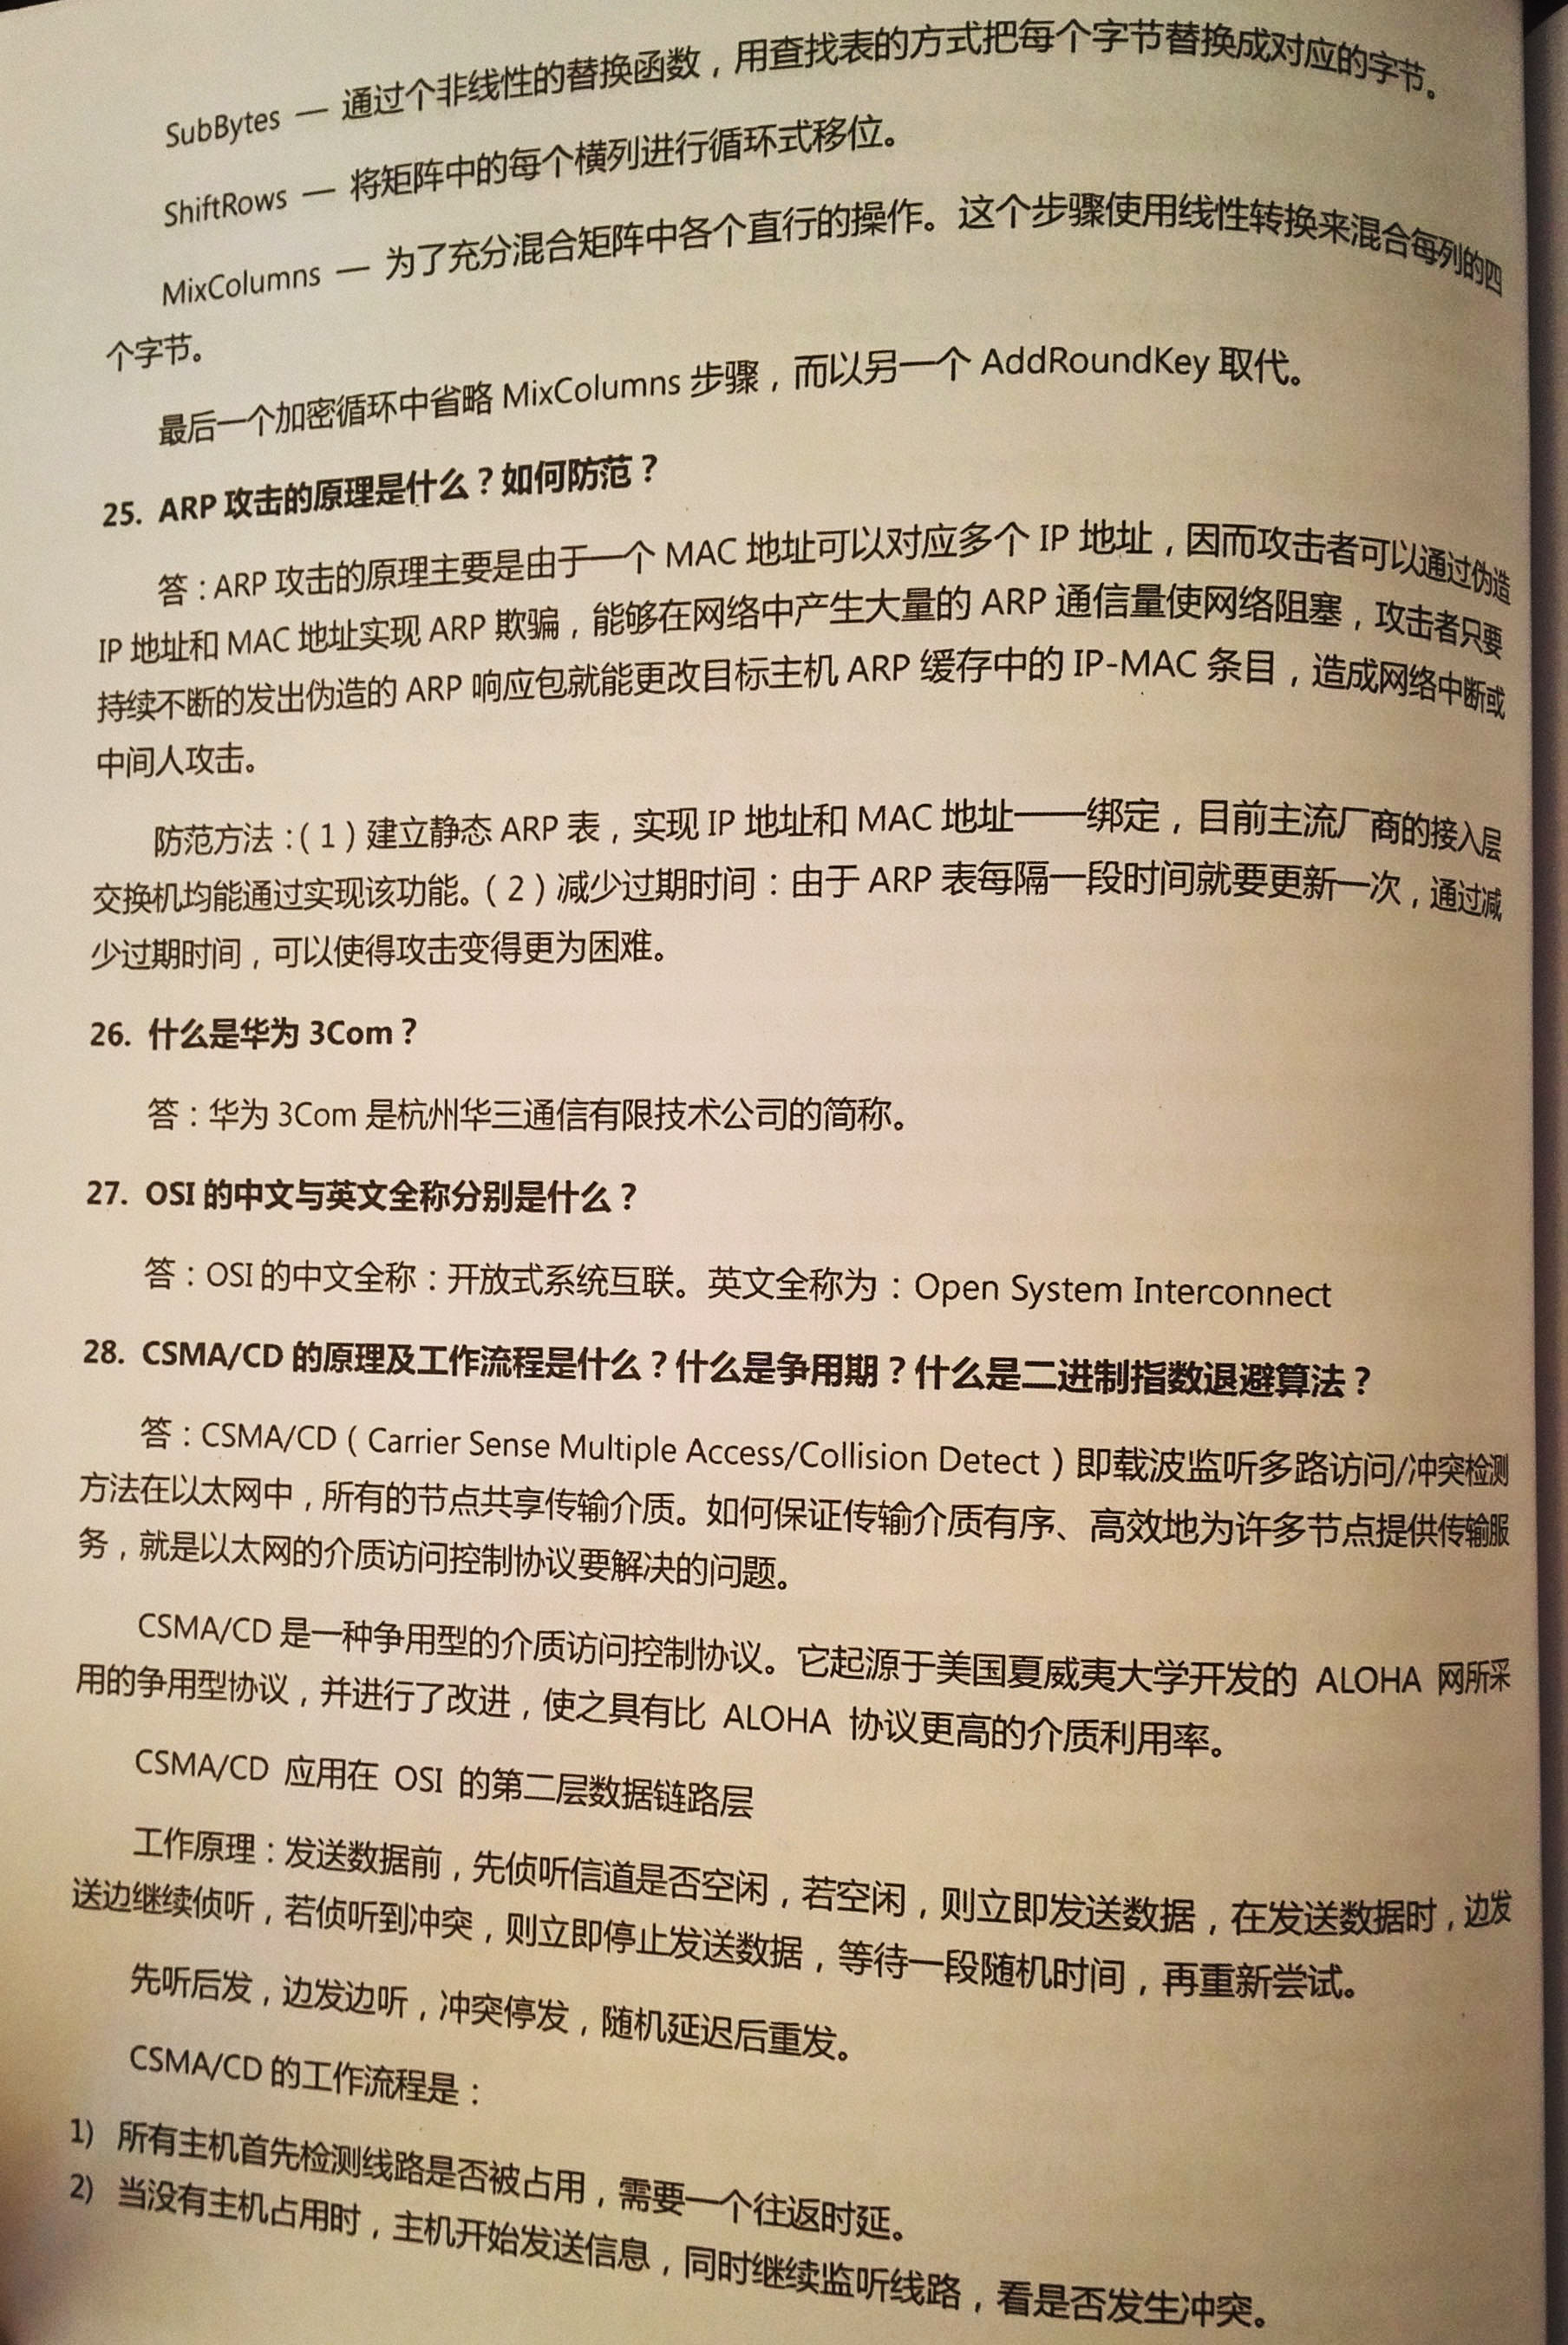 SubBytes — 通过个非线性的替换函数，用查找表的方式把每个字节替换成对应的字节。
ShiftRows — 将矩阵中的每个横列进行循环式移位。
MixColumns — 为了充分混合矩阵中各个直行的操作。这个步骤使用线性转换来混合每列的四
个字节。
最后一个加密循环中省略 MixColumns 步骤，而以另一个 AddRoundKey 取代。
25. ARP 攻击的原理是什么？如何防范？
答：ARP 攻击的原理主要是由于一个 MAC 地址可以对应多个 IP 地址，因而攻击者可以通过伪造
IP 地址和 MAC 地址实现 ARP 欺骗，能够在网络中产生大量的 ARP 通信量使网络阻塞，攻击者只要
持续不断的发出伪造的 ARP 响应包就能更改目标主机 ARP 缓存中的 IP-MAC 条目，造成网络中断或
中间人攻击。
防范方法：（1）建立静态 ARP 表，实现 IP 地址和 MAC 地址一一绑定，目前主流厂商的接入层
交换机均能通过实现该功能。（2）减少过期时间：由于 ARP 表每隔一段时间就要更新一次，通过减
少过期时间，可以使得攻击变得更为困难。
26. 什么是华为 3Com？
答：华为 3Com 是杭州华三通信有限技术公司的简称。
27. OSI 的中文与英文全称分别是什么？
答：OSI 的中文全称：开放式系统互联。英文全称为：Open System Interconnect
28. CSMA/CD 的原理及工作流程是什么？什么是争用期？什么是二进制指数退避算法？
答：CSMA/CD（Carrier Sense Multiple Access/Collision Detect）即载波监听多路访问/冲突检测
方法在以太网中，所有的节点共享传输介质。如何保证传输介质有序、高效地为许多节点提供传输服
务，就是以太网的介质访问控制协议要解决的问题。
CSMA/CD 是一种争用型的介质访问控制协议。它起源于美国夏威夷大学开发的 ALOHA 网所采
用的争用型协议，并进行了改进，使之具有比 ALOHA 协议更高的介质利用率。
CSMA/CD 应用在 OSI 的第二层数据链路层
工作原理：发送数据前，先侦听信道是否空闲，若空闲，则立即发送数据，在发送数据时，边发
送边继续侦听，若侦听到冲突，则立即停止发送数据，等待一段随机时间，再重新尝试。
先听后发，边发边听，冲突停发，随机延迟后重发。
CSMA/CD 的工作流程是：
1) 所有主机首先检测线路是否被占用，需要一个往返时延。
2) 当没有主机占用时，主机开始发送信息，同时继续监听线路，看是否发生冲突。